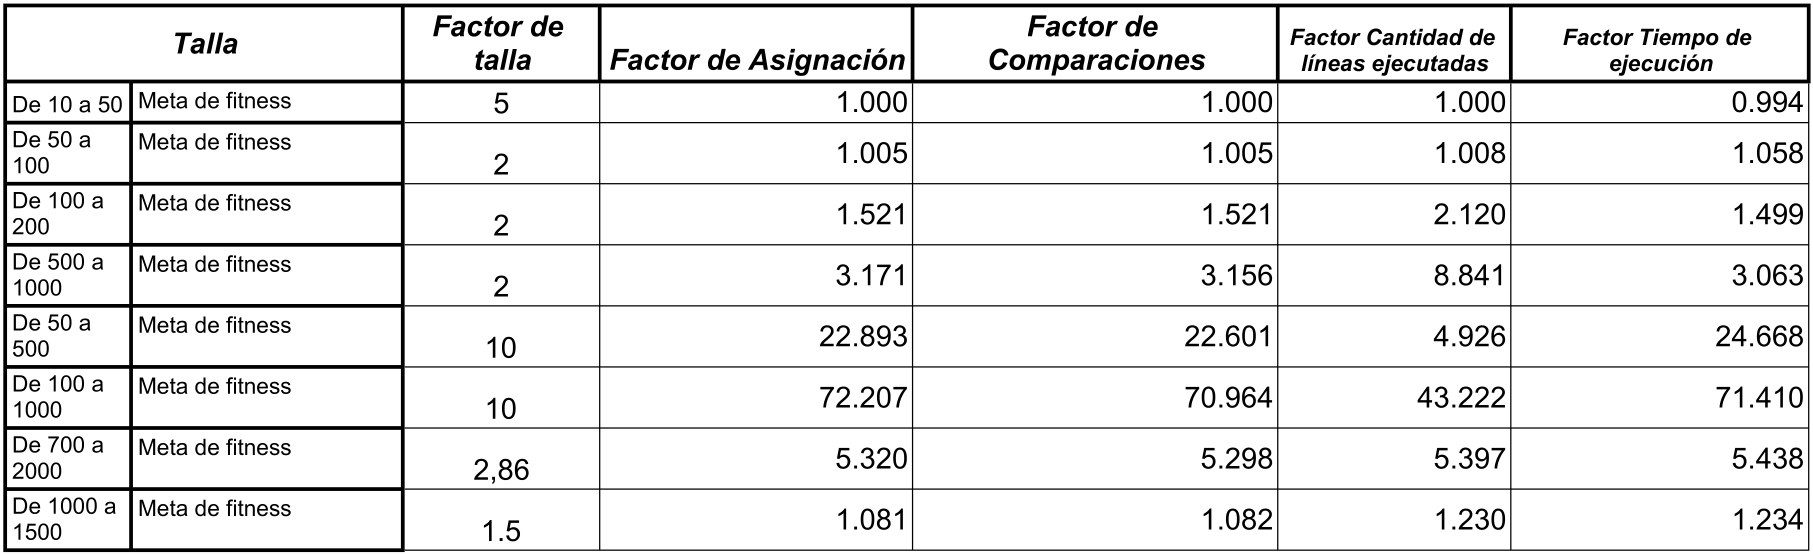 Talla
Factor de
talla
Factor de Asignación
Factor de
Comparaciones
Factor Cantidad de
líneas ejecutadas
Factor Tiempo de
ejecución
De 10 a 50
Meta de fitness
5
1.000
1.000
1.000
0.994
De 50 a
100
Meta de fitness
2
1.005
1.005
1.008
1.058
De 100 a
200
Meta de fitness
2
1.521
1.521
2.120
1.499
De 500 a
1000
Meta de fitness
2
3.171
3.156
8.841
3.063
De 50 a
500
Meta de fitness
10
22.893
22.601
4.926
24.668
De 100 a
1000
Meta de fitness
10
72.207
70.964
43.222
71.410
De 700 a
2000
Meta de fitness
2,86
5.320
5.298
5.397
5.438
De 1000 a
1500
Meta de fitness
1.5
1.081
1.082
1.230
1.234